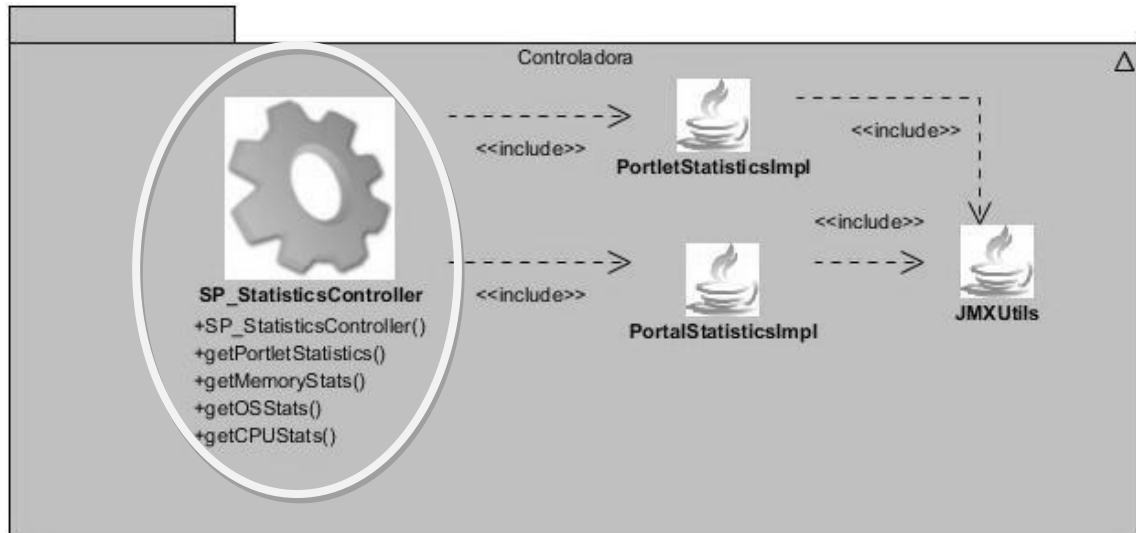 Controladora
SP_StatisticsController
+SP_StatisticsController()
+getPortletStatistics()
+getMemoryStats()
+getOSStats()
+getCPUStats()
<<include>>
<<include>>
PortletStatisticsImpl
PortalStatisticsImpl
<<include>>
<<include>>
JMXUtils